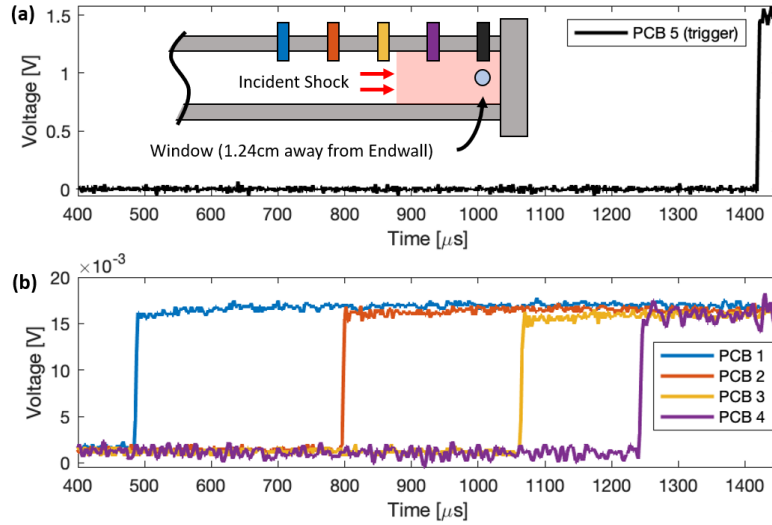 (a)
1.5
1
0.5
0
Voltage [V]
PCB 5 (trigger)
Incident Shock
Window (1.24cm away from Endwall)
400 500 600 700 800 900 1000 1100 1200 1300 1400
Time [μs]
(b)
×10⁻³
20
15
10
5
0
Voltage [V]
PCB 1
PCB 2
PCB 3
PCB 4
400 500 600 700 800 900 1000 1100 1200 1300 1400
Time [μs]